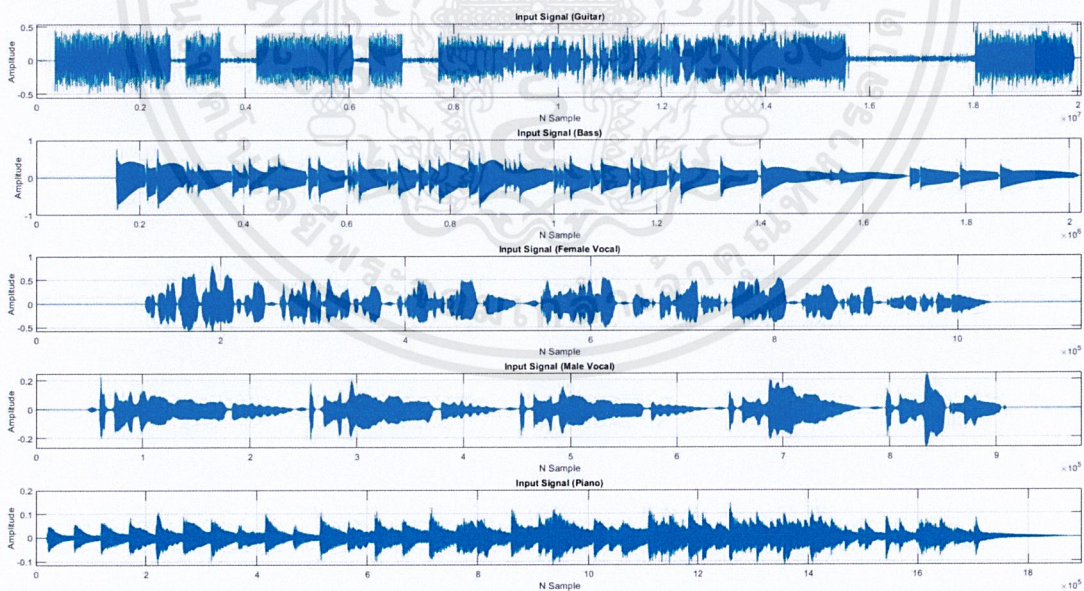 Input Signal (Guitar)
Amplitude
0.5
0
-0.5
0 0.2 0.4 0.6 0.8 1 1.2 1.4 1.6 1.8 2
N Sample
×10⁷
Input Signal (Bass)
Amplitude
1
0
-1
0 0.2 0.4 0.6 0.8 1 1.2 1.4 1.6 1.8 2
N Sample
×10⁶
Input Signal (Female Vocal)
Amplitude
1
0.5
0
-0.5
0 2 4 6 8 10
N Sample
×10⁵
Input Signal (Male Vocal)
Amplitude
0.2
0
-0.2
0 1 2 3 4 5 6 7 8 9
N Sample
×10⁵
Input Signal (Piano)
Amplitude
0.2
0.1
0
-0.1
0 2 4 6 8 10 12 14 16 18
N Sample
×10⁵